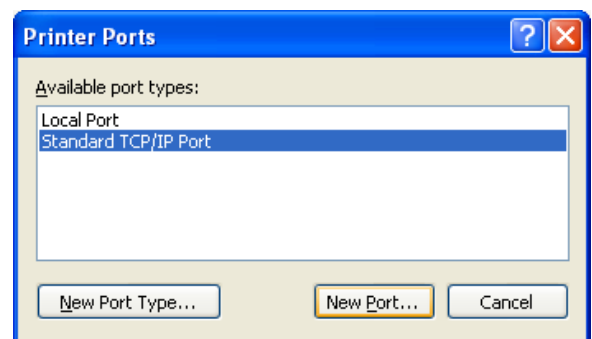 Printer Ports
Available port types:
Local Port
Standard TCP/IP Port
New Port Type...
New Port...
Cancel